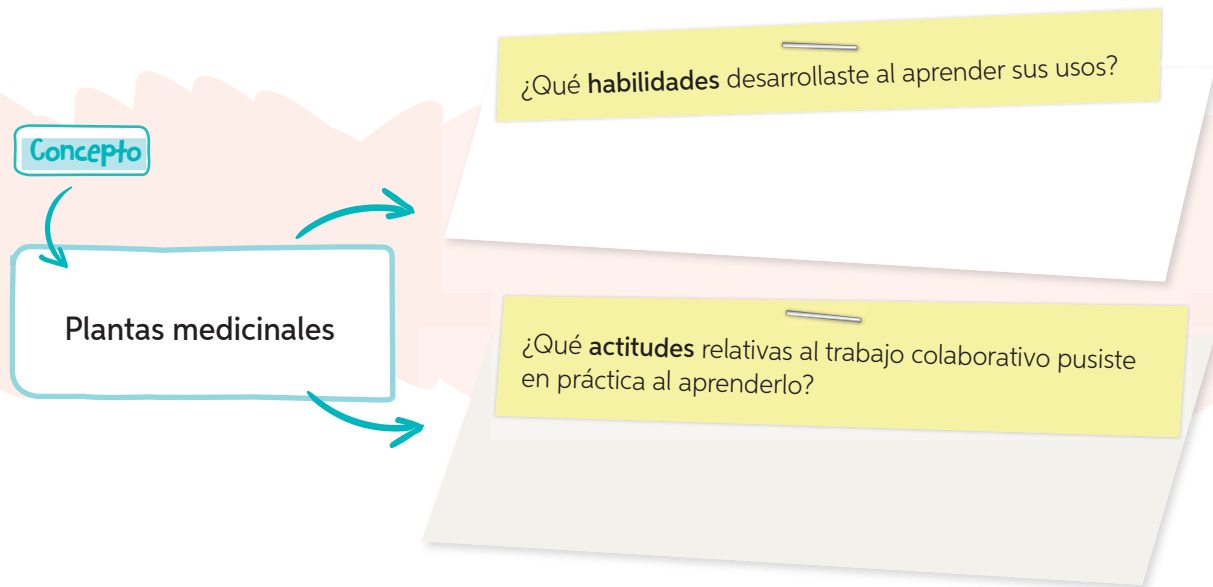 Concepto
Plantas medicinales
¿Qué habilidades desarrollaste al aprender sus usos?
¿Qué actitudes relativas al trabajo colaborativo pusiste
en práctica al aprenderlo?